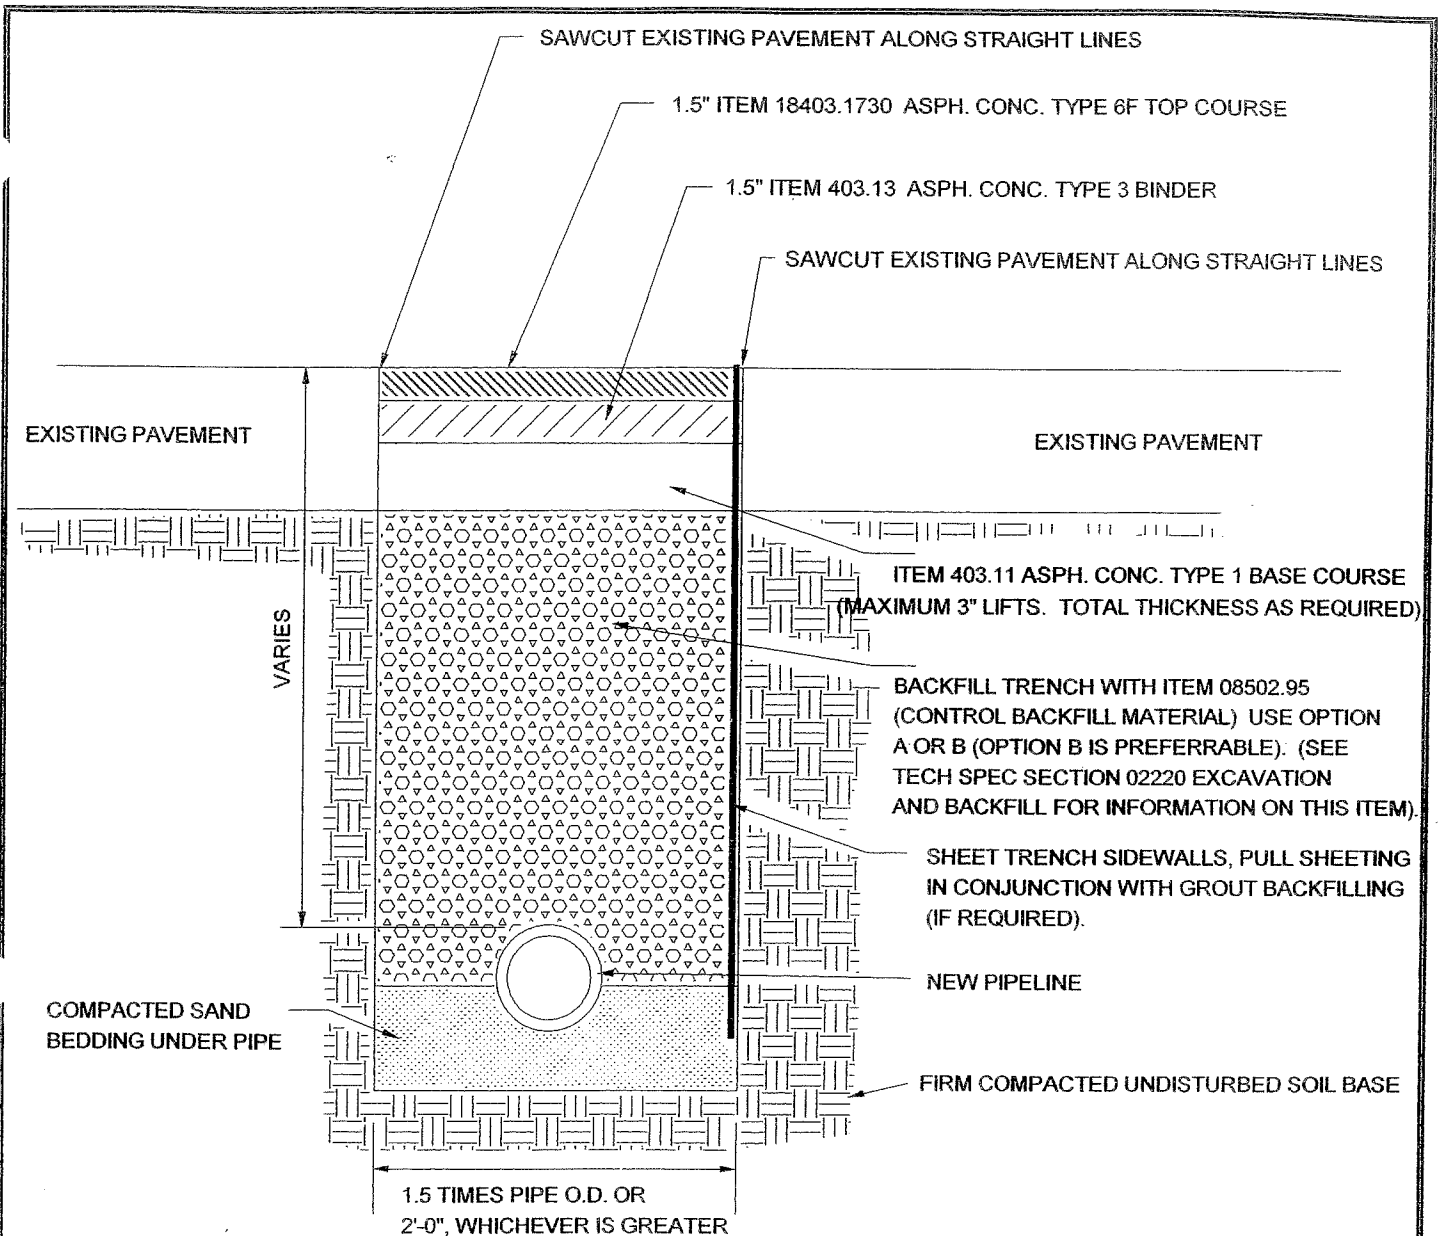 SAWCUT EXISTING PAVEMENT ALONG STRAIGHT LINES
1.5" ITEM 18403.1730 ASPH. CONC. TYPE 6F TOP COURSE
1.5" ITEM 403.13 ASPH. CONC. TYPE 3 BINDER
SAWCUT EXISTING PAVEMENT ALONG STRAIGHT LINES
EXISTING PAVEMENT
EXISTING PAVEMENT
ITEM 403.11 ASPH. CONC. TYPE 1 BASE COURSE
(MAXIMUM 3" LIFTS. TOTAL THICKNESS AS REQUIRED)
VARIES
BACKFILL TRENCH WITH ITEM 08502.95
(CONTROL BACKFILL MATERIAL) USE OPTION
A OR B (OPTION B IS PREFERRABLE). (SEE
TECH SPEC SECTION 02220 EXCAVATION
AND BACKFILL FOR INFORMATION ON THIS ITEM).
SHEET TRENCH SIDEWALLS, PULL SHEETING
IN CONJUNCTION WITH GROUT BACKFILLING
(IF REQUIRED).
NEW PIPELINE
COMPACTED SAND
BEDDING UNDER PIPE
FIRM COMPACTED UNDISTURBED SOIL BASE
1.5 TIMES PIPE O.D. OR
2'-0", WHICHEVER IS GREATER